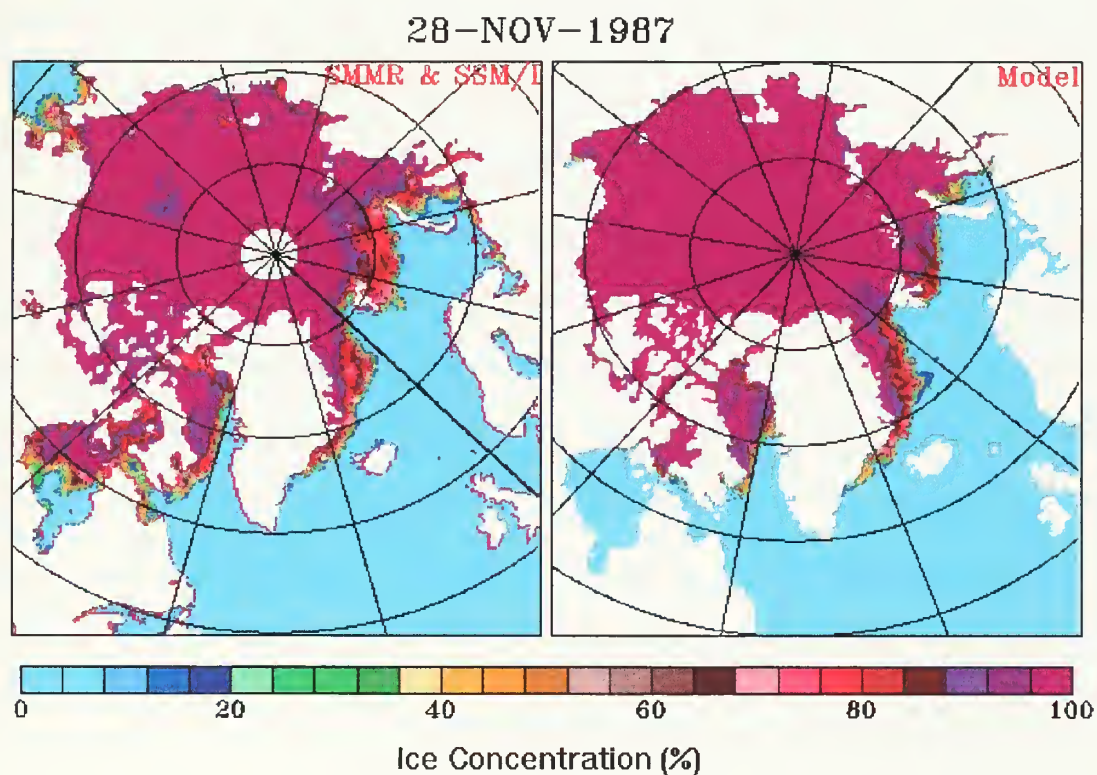 28-NOV-1987
SMMR & SSM/I
Model
0 20 40 60 80 100
Ice Concentration (%)